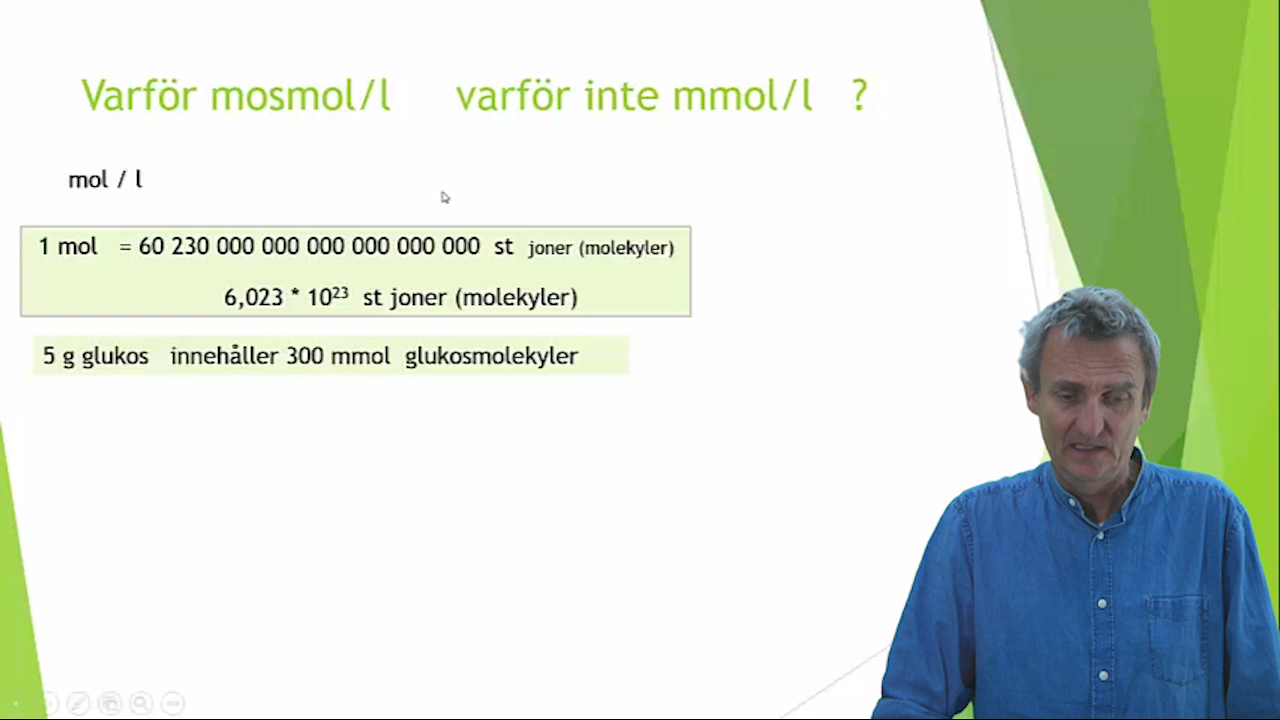 Varför mosmol/l varför inte mmol/l ?
mol / l
1 mol = 60 230 000 000 000 000 000 000 st joner (molekyler)
6,023 * 10²³ st joner (molekyler)
5 g glukos innehåller 300 mmol glukosmolekyler